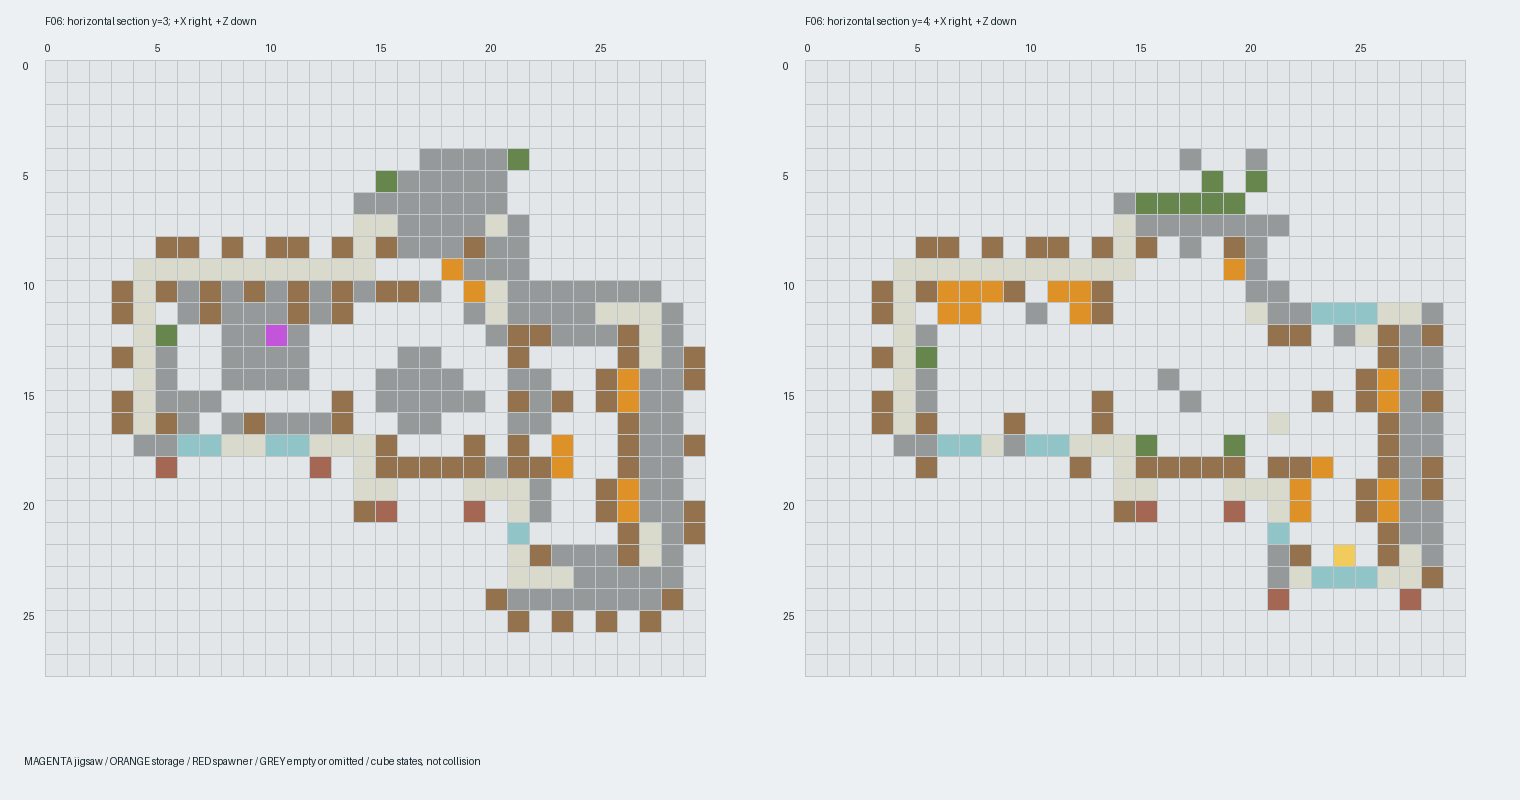 F06: horizontal section y=3; +X right, +Z down
F06: horizontal section y=4; +X right, +Z down
0 5 10 15 20 25
0 5 10 15 20 25
0
0
5
5
10
10
15
15
20
20
25
25
MAGENTA jigsaw / ORANGE storage / RED spawner / GREY empty or omitted / cube states, not collision